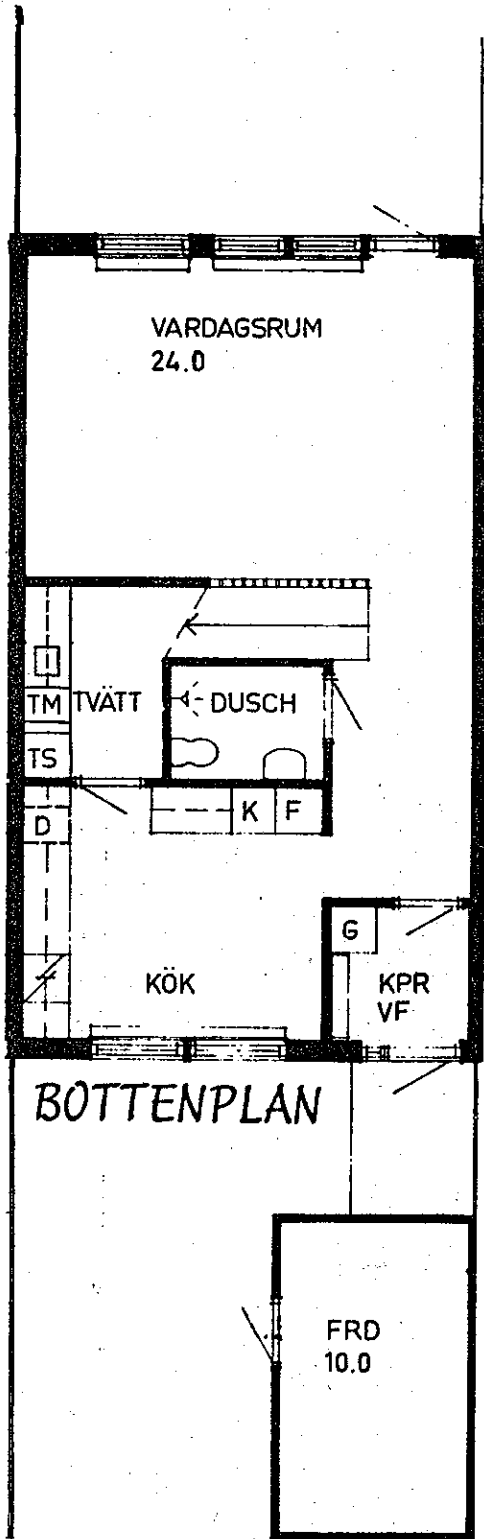 VARDAGSRUM
24.0
TM TVÄTT DUSCH
TS
D K F
G
KÖK KPR
VF
BOTTENPLAN
FRD
10.0